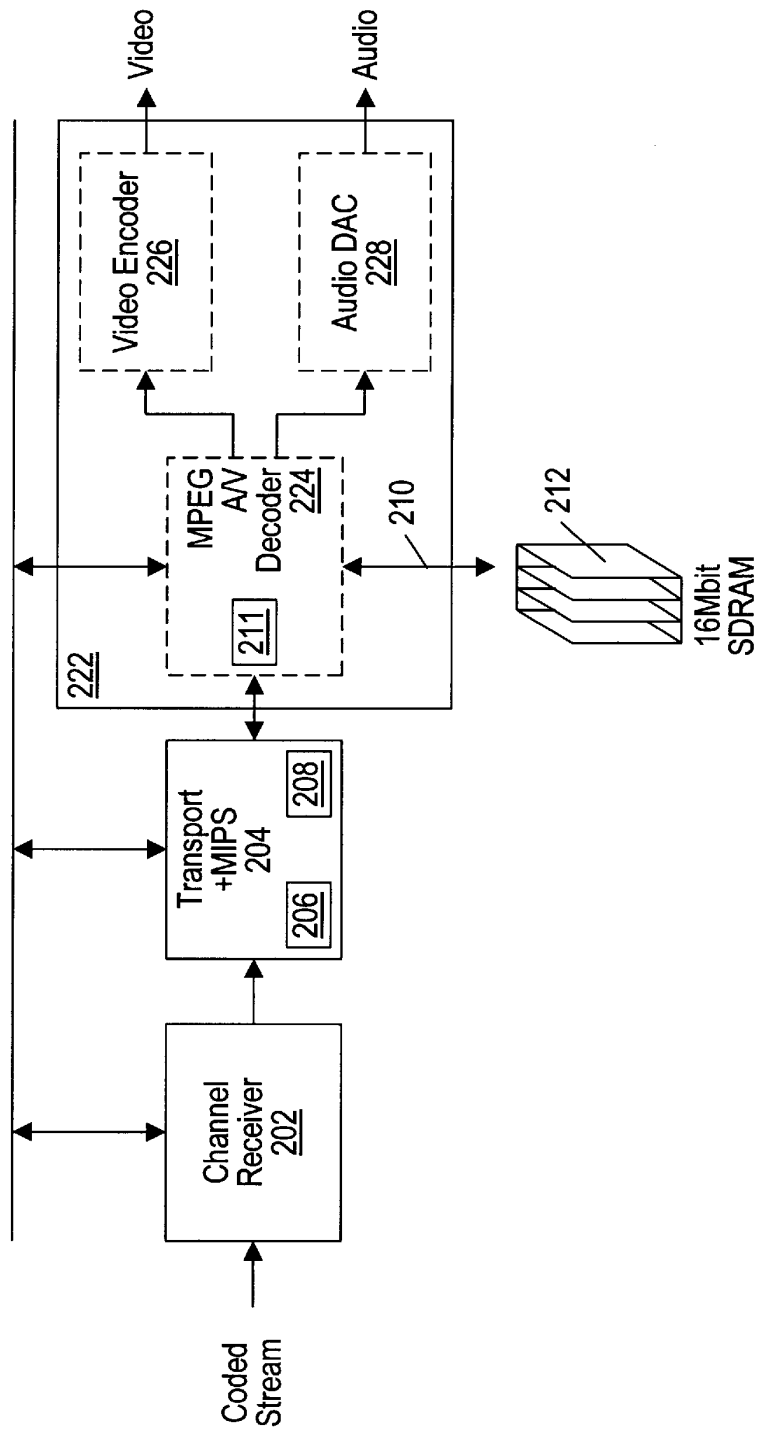 Coded
Stream
Channel
Receiver
202
Transport
+MIPS
204
206
208
222
211
MPEG
A/V
Decoder
224
Video Encoder
226
Video
Audio DAC
228
Audio
210
212
16Mbit
SDRAM